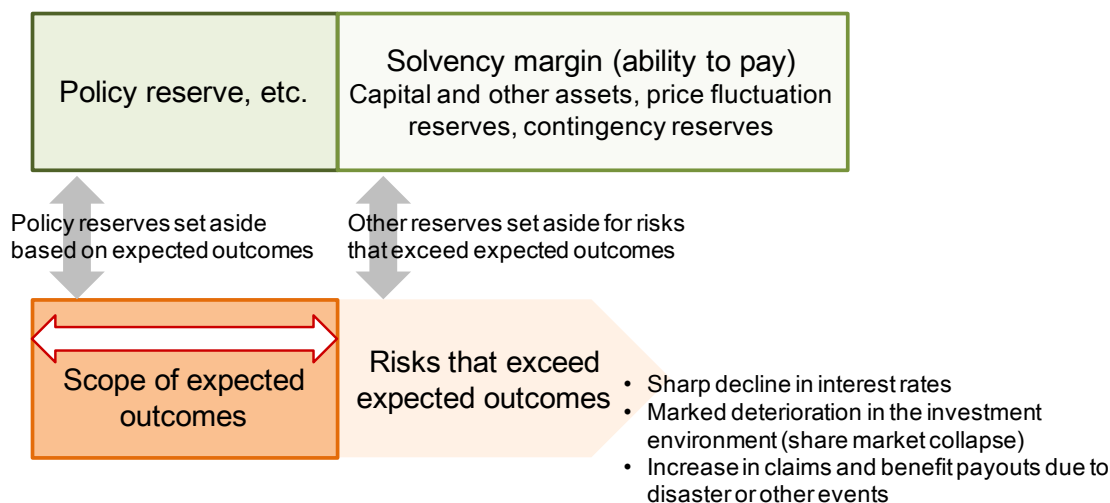 Policy reserve, etc.
Solvency margin (ability to pay)
Capital and other assets, price fluctuation
reserves, contingency reserves
Policy reserves set aside
based on expected outcomes
Other reserves set aside for risks
that exceed expected outcomes
Scope of expected
outcomes
Risks that exceed
expected outcomes
• Sharp decline in interest rates
• Marked deterioration in the investment
environment (share market collapse)
• Increase in claims and benefit payouts due to
disaster or other events